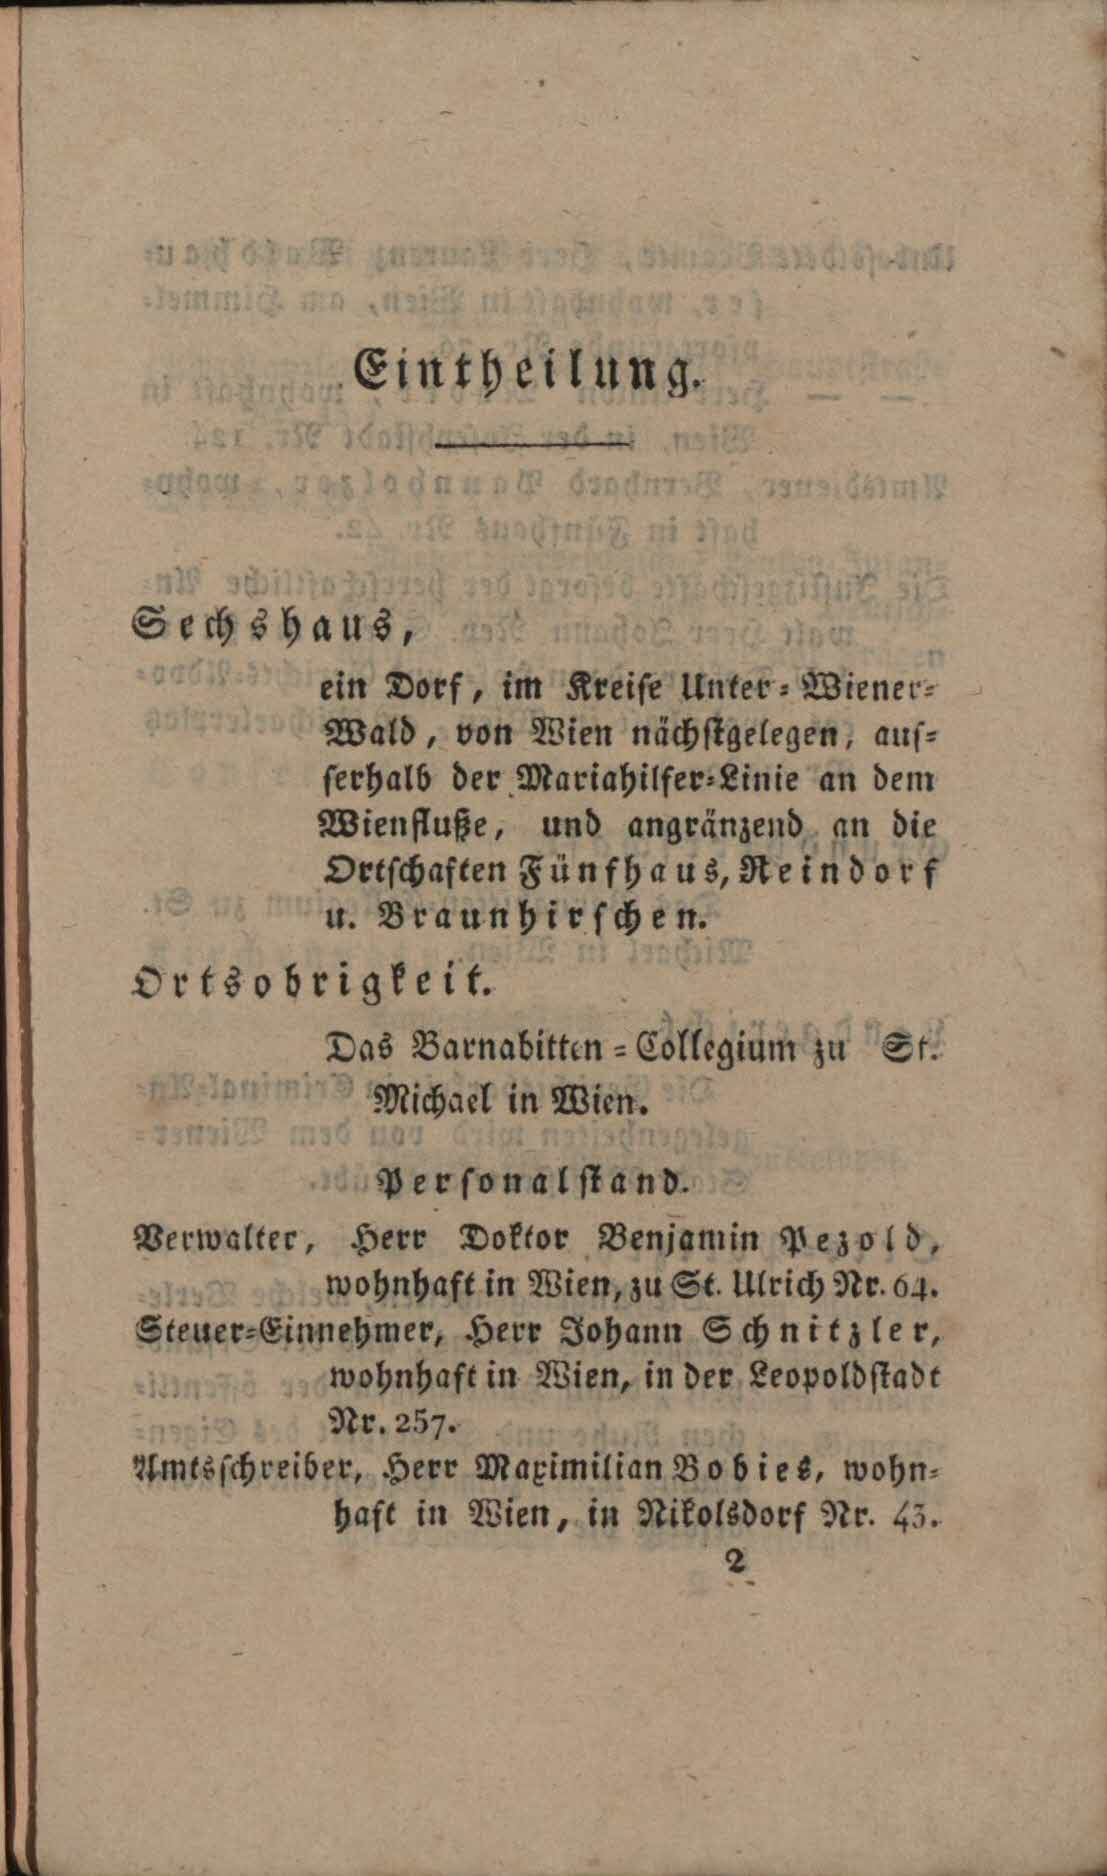 Eintheilung.
Sechshaus,
ein Dorf, im Kreise Unter-Wiener-
Wald, von Wien nächstgelegen, aus-
serhalb der Mariahilfer-Linie an dem
Wienfluße, und angränzend an die
Ortschaften Fünfhaus, Reindorf
u. Braunhirschen.
Ortsobrigkeit.
Das Barnabitten-Collegium zu St.
Michael in Wien.
Personalstand.
Verwalter, Herr Doktor Benjamin Pezold,
wohnhaft in Wien, zu St. Ulrich Nr. 64.
Steuer-Einnehmer, Herr Johann Schnitzler,
wohnhaft in Wien, in der Leopoldstadt
Nr. 257.
Amtsschreiber, Herr Maximilian Bobies, wohn-
haft in Wien, in Nikolsdorf Nr. 43.
2